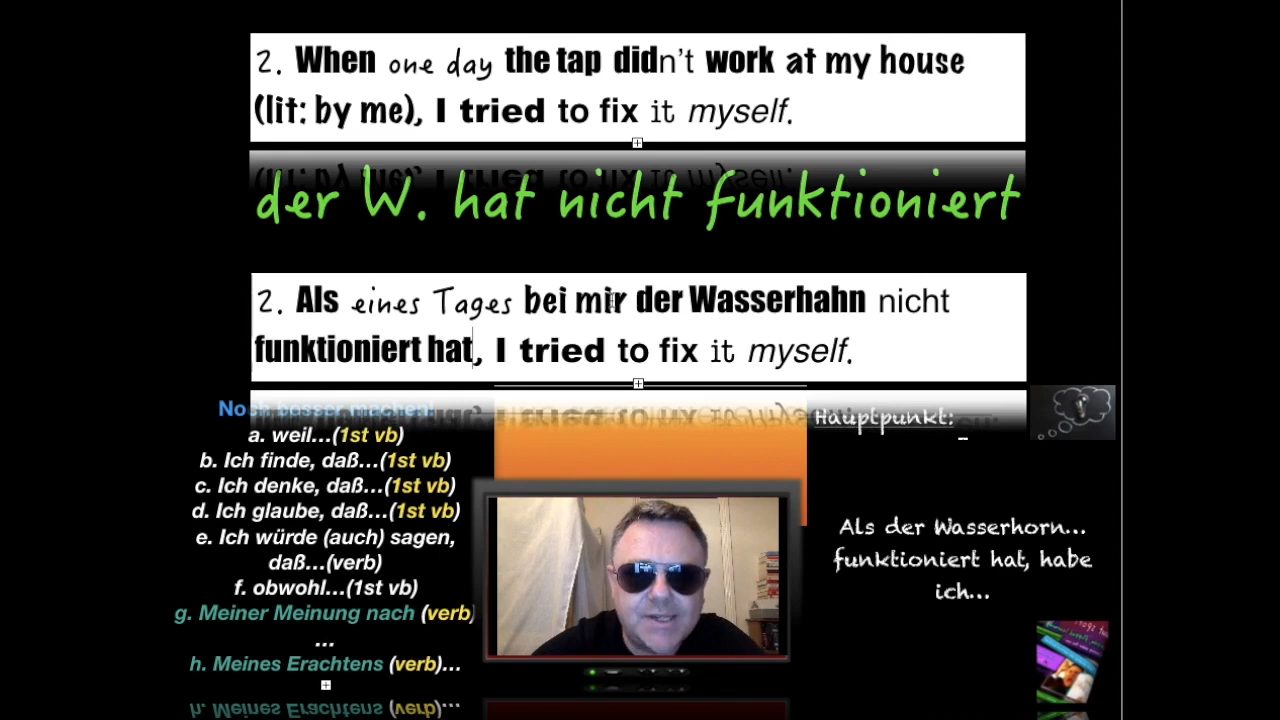 2. When one day the tap didn't work at my house
(lit: by me), I tried to fix it myself.
der W. hat nicht funktioniert
2. Als eines Tages bei mir der Wasserhahn nicht
funktioniert hat, I tried to fix it myself.
Noch besser machen!
a. weil...(1st vb)
b. Ich finde, daß...(1st vb)
c. Ich denke, daß...(1st vb)
d. Ich glaube, daß...(1st vb)
e. Ich würde (auch) sagen,
daß...(verb)
f. obwohl...(1st vb)
g. Meiner Meinung nach (verb)
...
h. Meines Erachtens (verb)...
Hauptpunkt:
Als der Wasserhorn...
funktioniert hat, habe
ich...